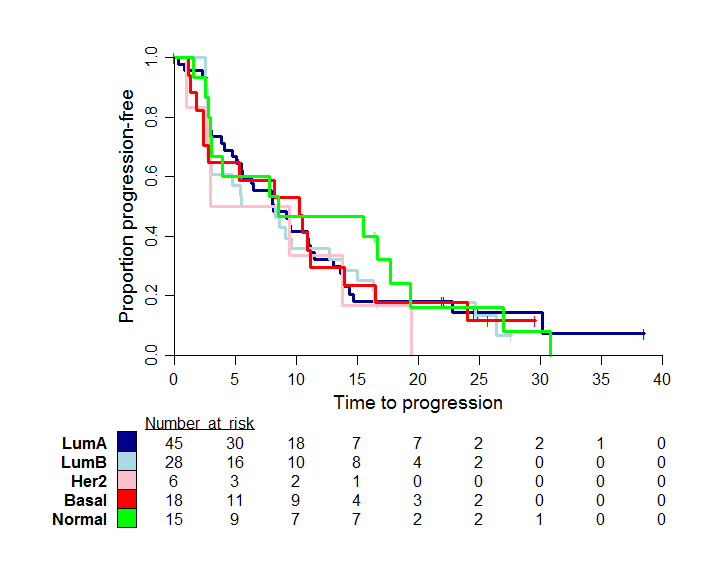 Proportion progression-free
1.0
0.8
0.6
0.4
0.2
0.0
0 5 10 15 20 25 30 35 40
Time to progression
Number at risk
LumA 45 30 18 7 7 2 2 1 0
LumB 28 16 10 8 4 2 0 0 0
Her2 6 3 2 1 0 0 0 0 0
Basal 18 11 9 4 3 2 0 0 0
Normal 15 9 7 7 2 2 1 0 0